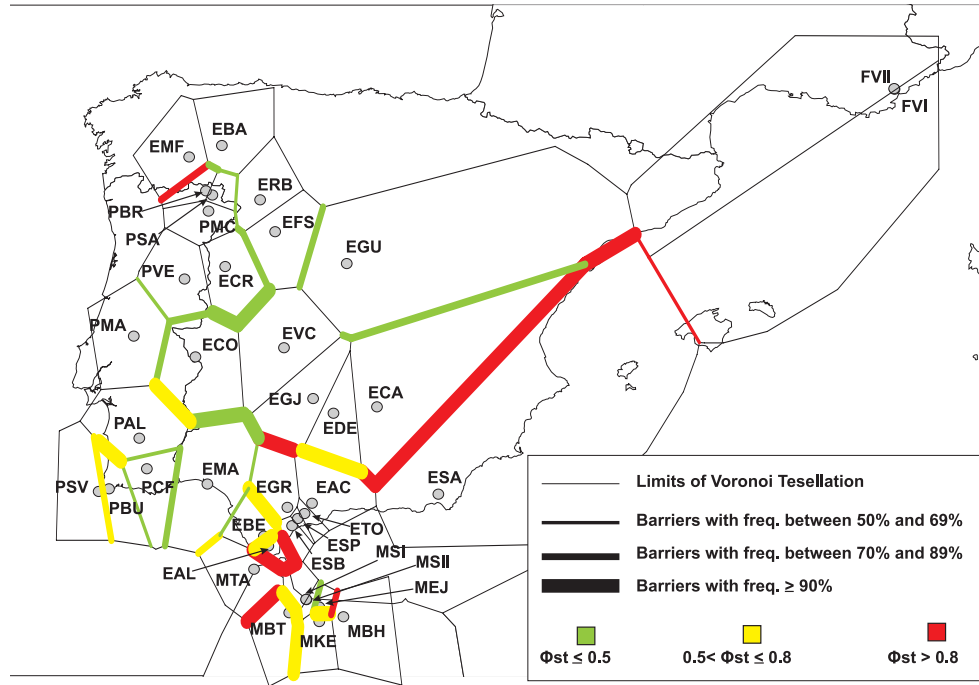 FVII
FVI
EBA
EMF
ERB
PBR
PMC
EFS
PSA
EGU
PVE
ECR
PMA
EVC
ECO
EGJ
ECA
EDE
PAL
EMA
ESA
PSV
PCF
EGR
EAC
PBU
EBE
ETO
ESP
MSI
EAL
ESB
MSII
MTA
MEJ
MBT
MKE
MBH
Limits of Voronoi Tesellation
Barriers with freq. between 50% and 69%
Barriers with freq. between 70% and 89%
Barriers with freq. ≥ 90%
Φst ≤ 0.5
0.5< Φst ≤ 0.8
Φst > 0.8